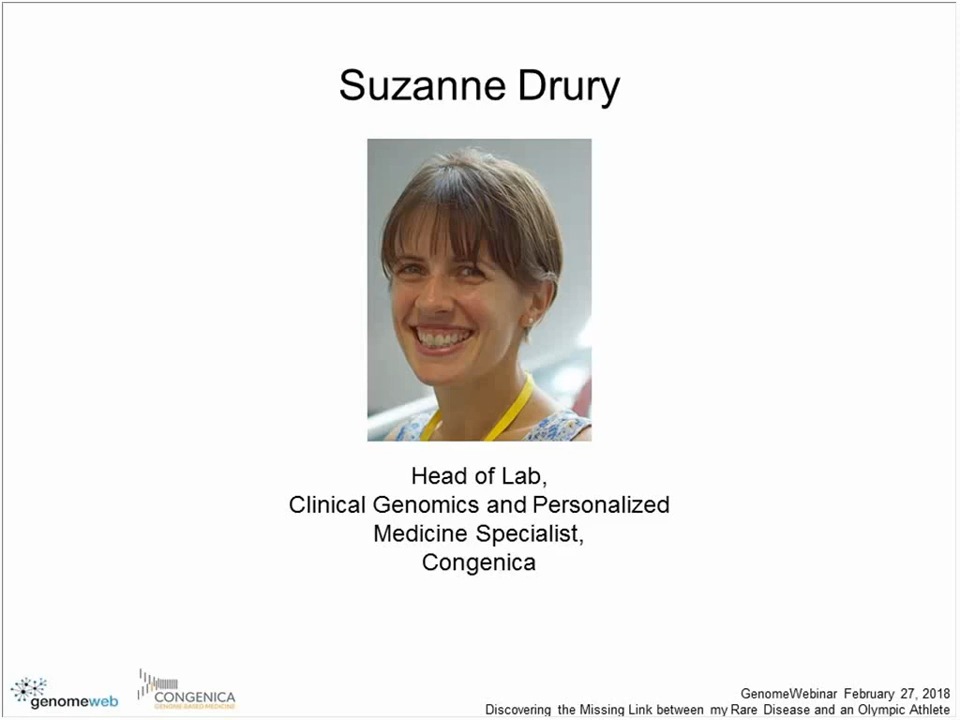 Suzanne Drury
Head of Lab,
Clinical Genomics and Personalized
Medicine Specialist,
Congenica
genomeweb
CONGENICA
GENOME-BASED MEDICINE
GenomeWebinar February 27, 2018
Discovering the Missing Link between my Rare Disease and an Olympic Athlete